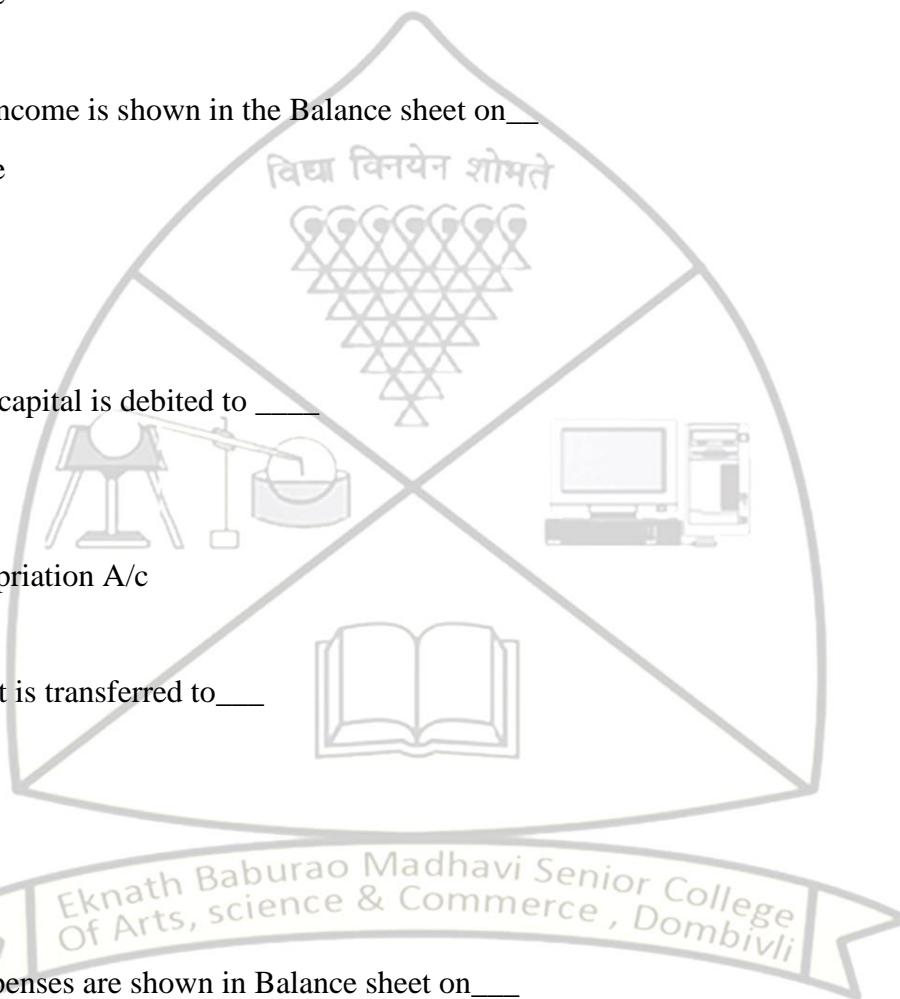 ncome is shown in the Balance sheet on__
e
विद्या विनयेन शोभते
capital is debited to ____
priation A/c
t is transferred to___
Eknath Baburao Madhavi Senior College
Of Arts, science & Commerce , Dombivli
penses are shown in Balance sheet on___